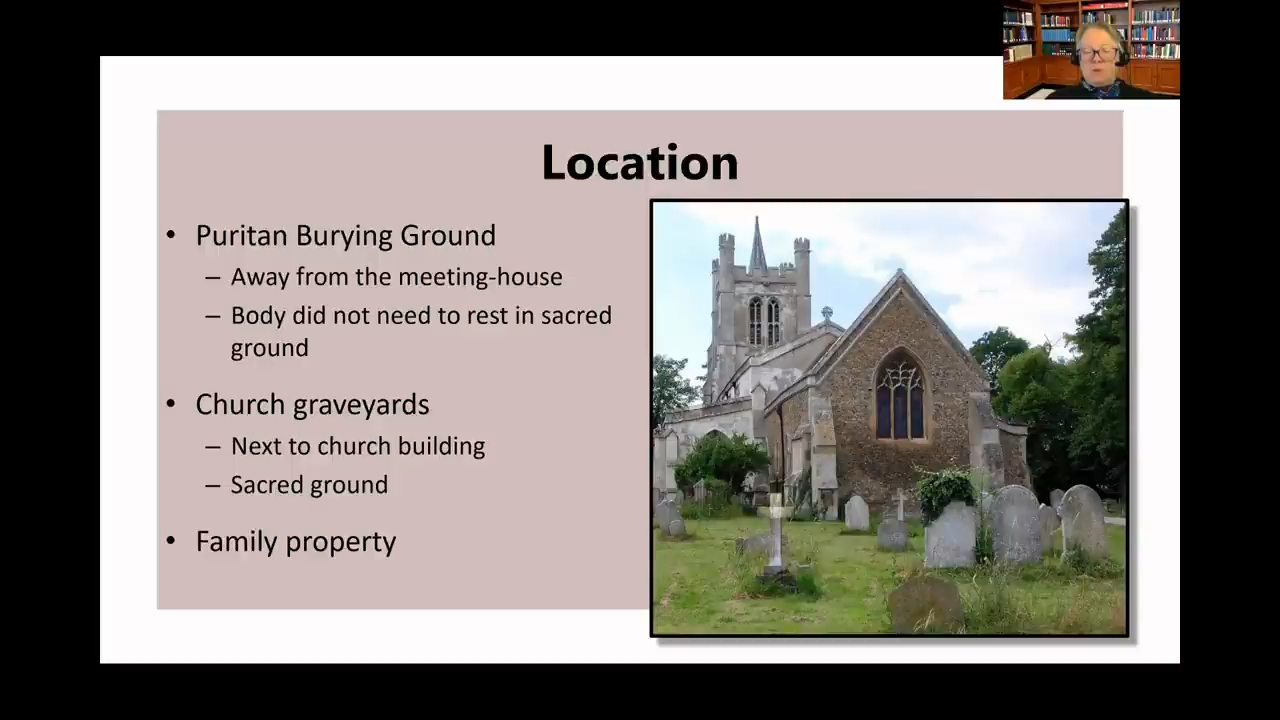 Location
• Puritan Burying Ground
– Away from the meeting-house
– Body did not need to rest in sacred
ground
• Church graveyards
– Next to church building
– Sacred ground
• Family property